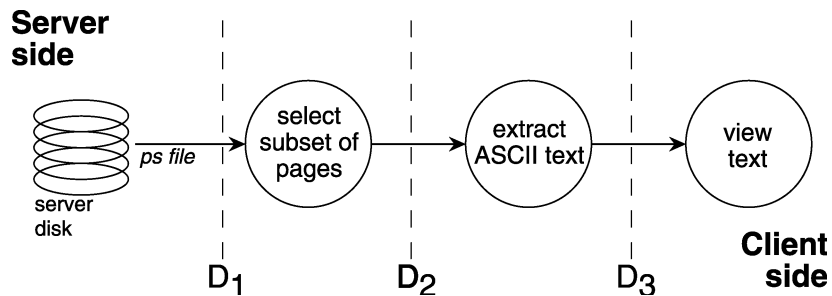 Server
side
server
disk
ps file
select
subset of
pages
extract
ASCII text
view
text
Client
side
D1
D2
D3